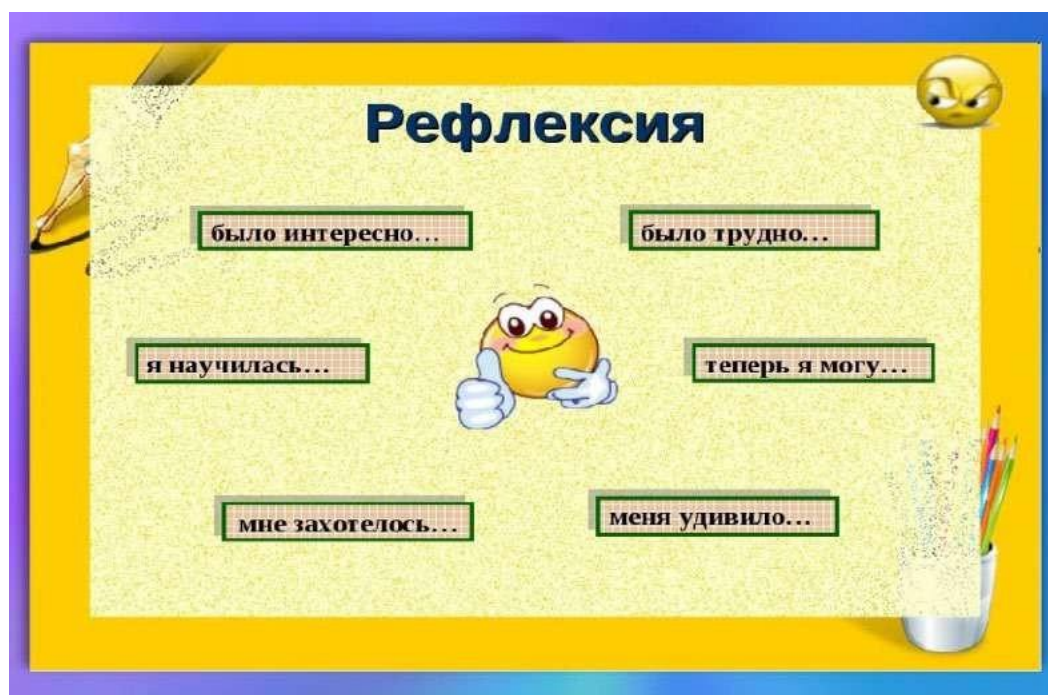 Рефлексия
было интересно...
было трудно...
я научилась...
теперь я могу...
мне захотелось...
меня удивило...